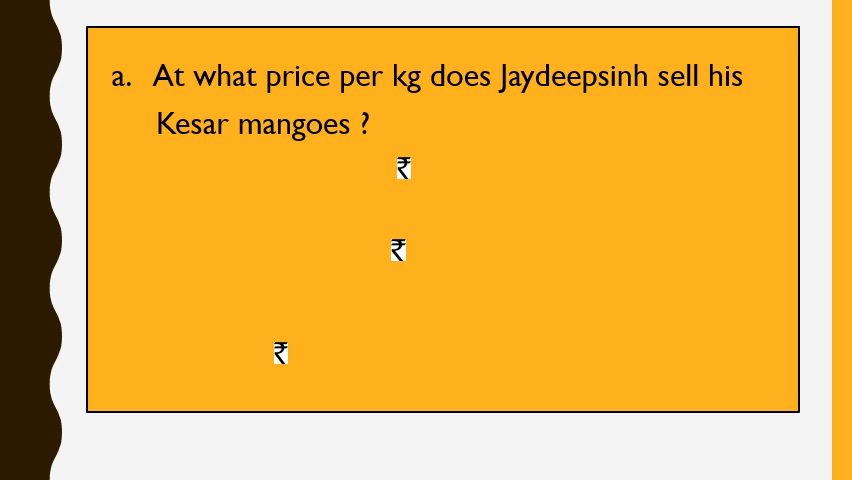 a. At what price per kg does Jaydeepsinh sell his
Kesar mangoes ?
₹
₹
₹